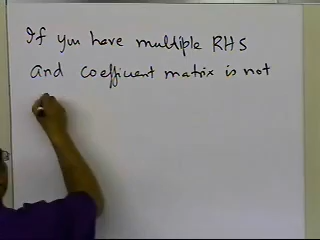 If you have multiple RHS
and coefficient matrix is not